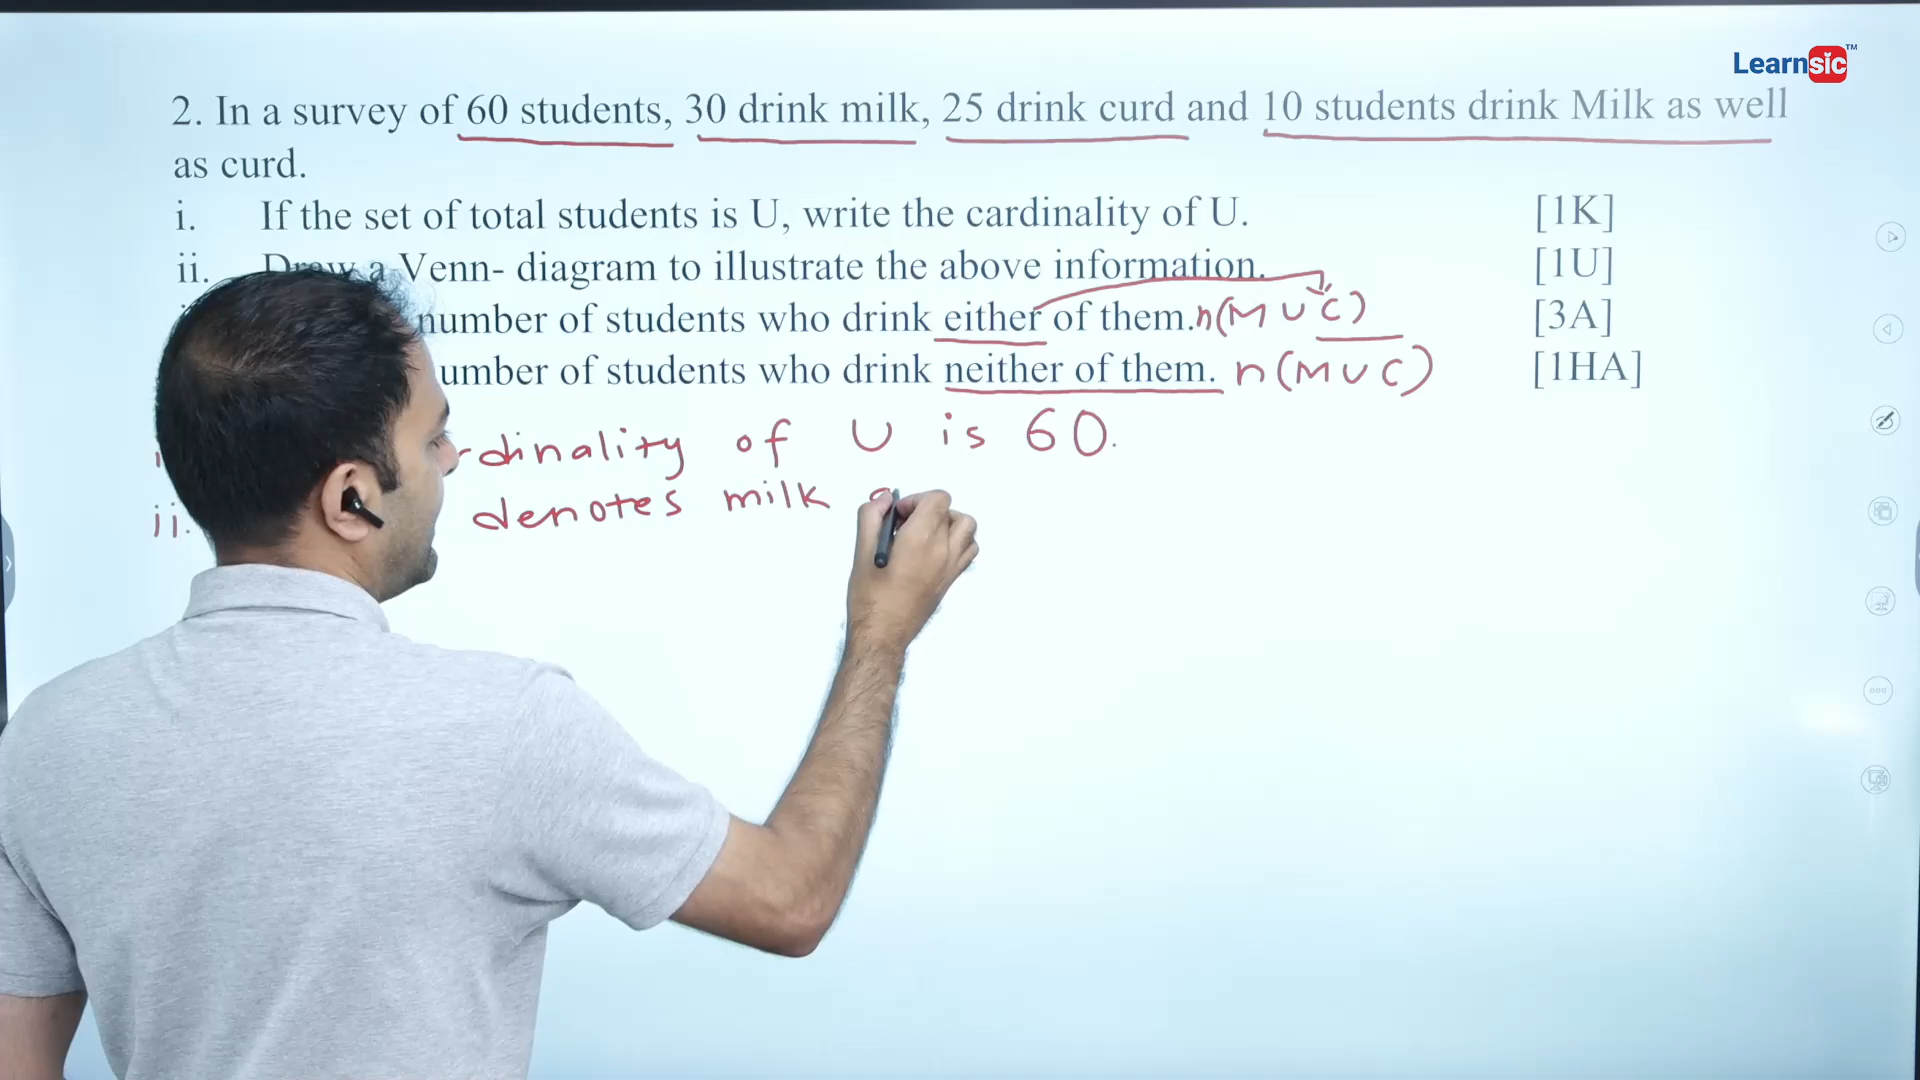 Learnsic™
2. In a survey of 60 students, 30 drink milk, 25 drink curd and 10 students drink Milk as well
as curd.
i. If the set of total students is U, write the cardinality of U. [1K]
ii. Draw a Venn- diagram to illustrate the above information. [1U]
number of students who drink either of them. n(M ∪ C) [3A]
number of students who drink neither of them. n(M ∪ C) [1HA]
of U is 60.
ii. denotes milk